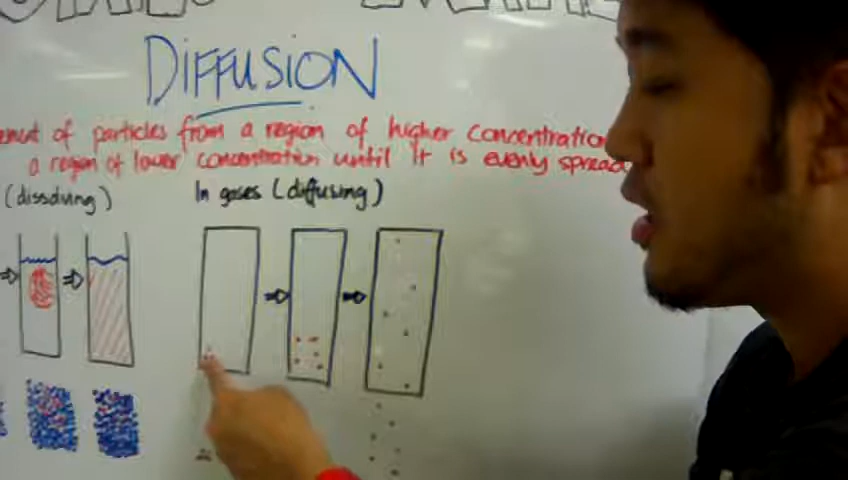 DIFFUSION
of particles from a region of higher concentration
a region of lower concentration until it is evenly spread
(dissolving)
In gases (diffusing)